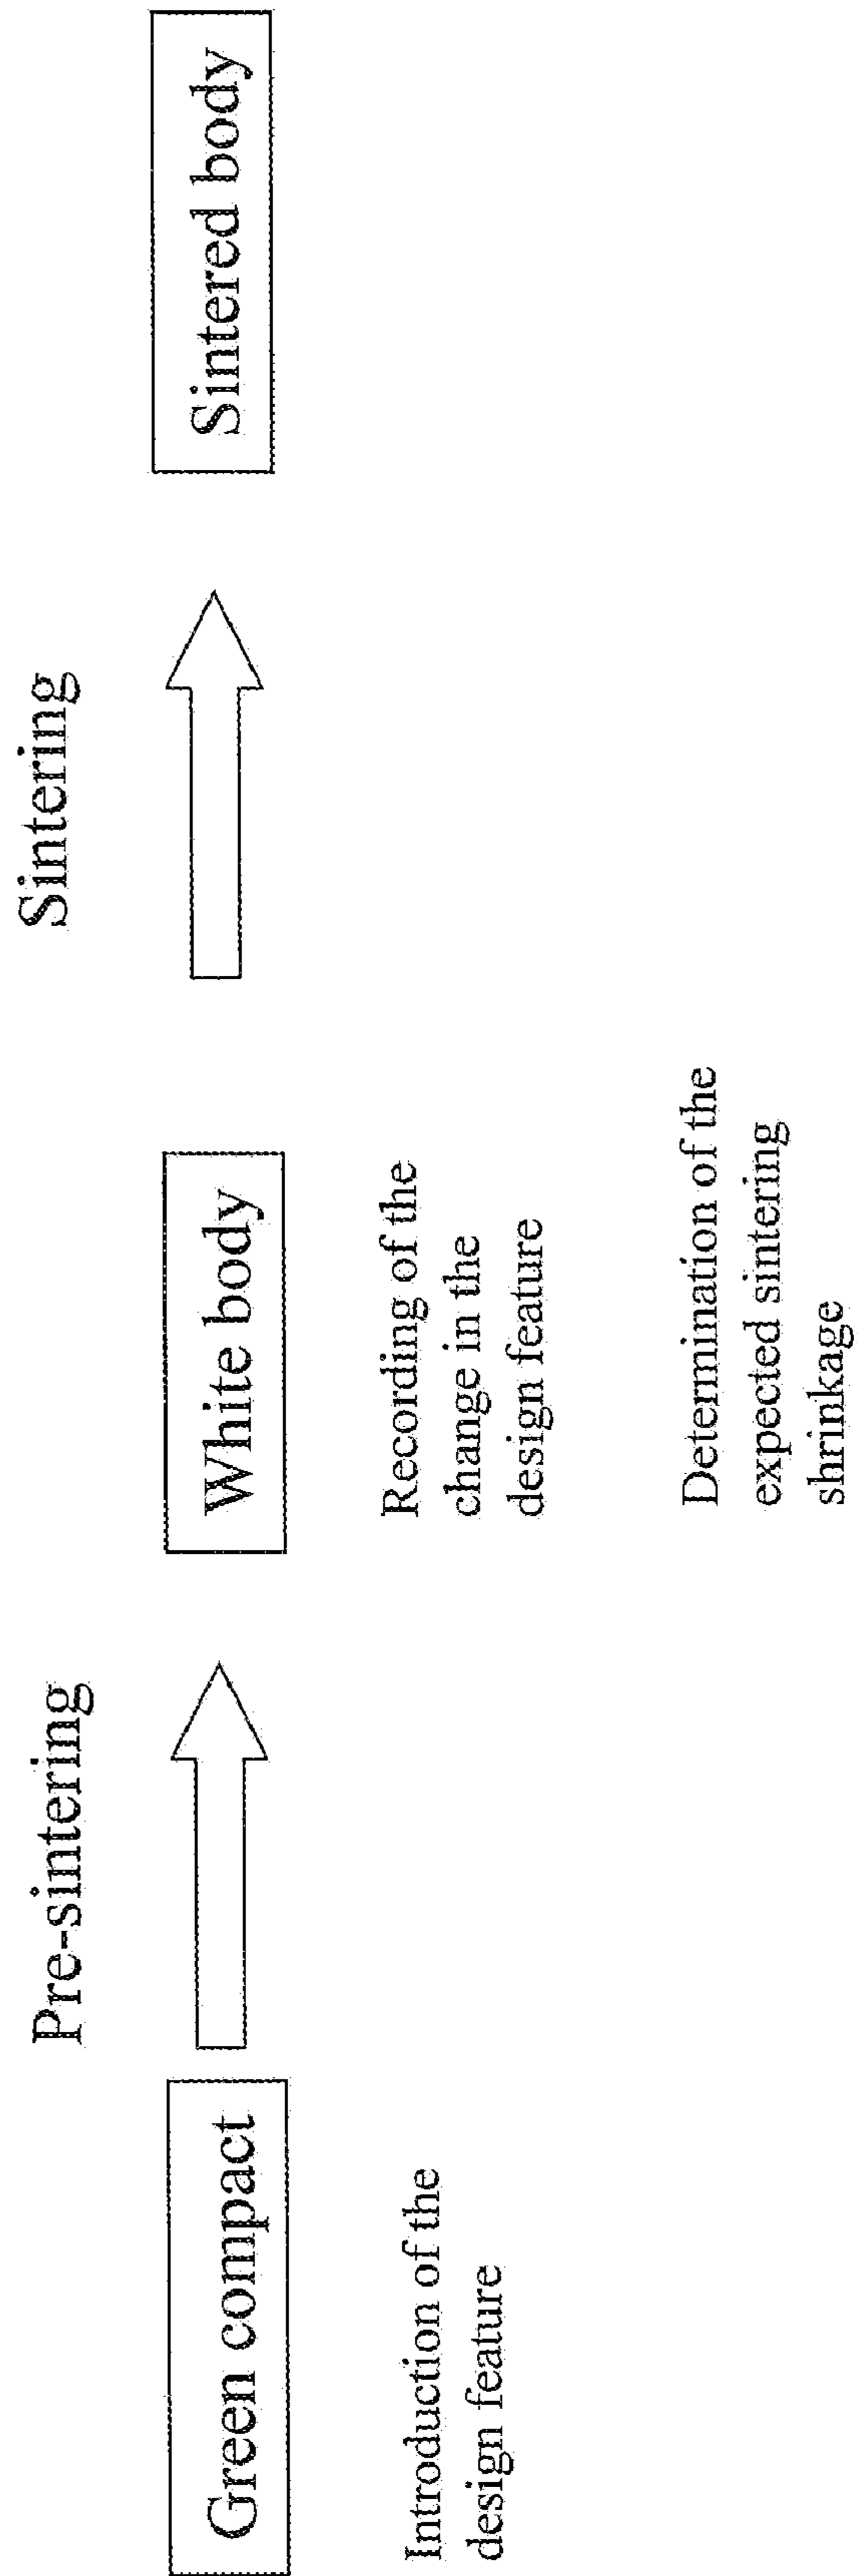 Pre-sintering
Sintering
Green compact
White body
Sintered body
Introduction of the
design feature
Recording of the
change in the
design feature
Determination of the
expected sintering
shrinkage